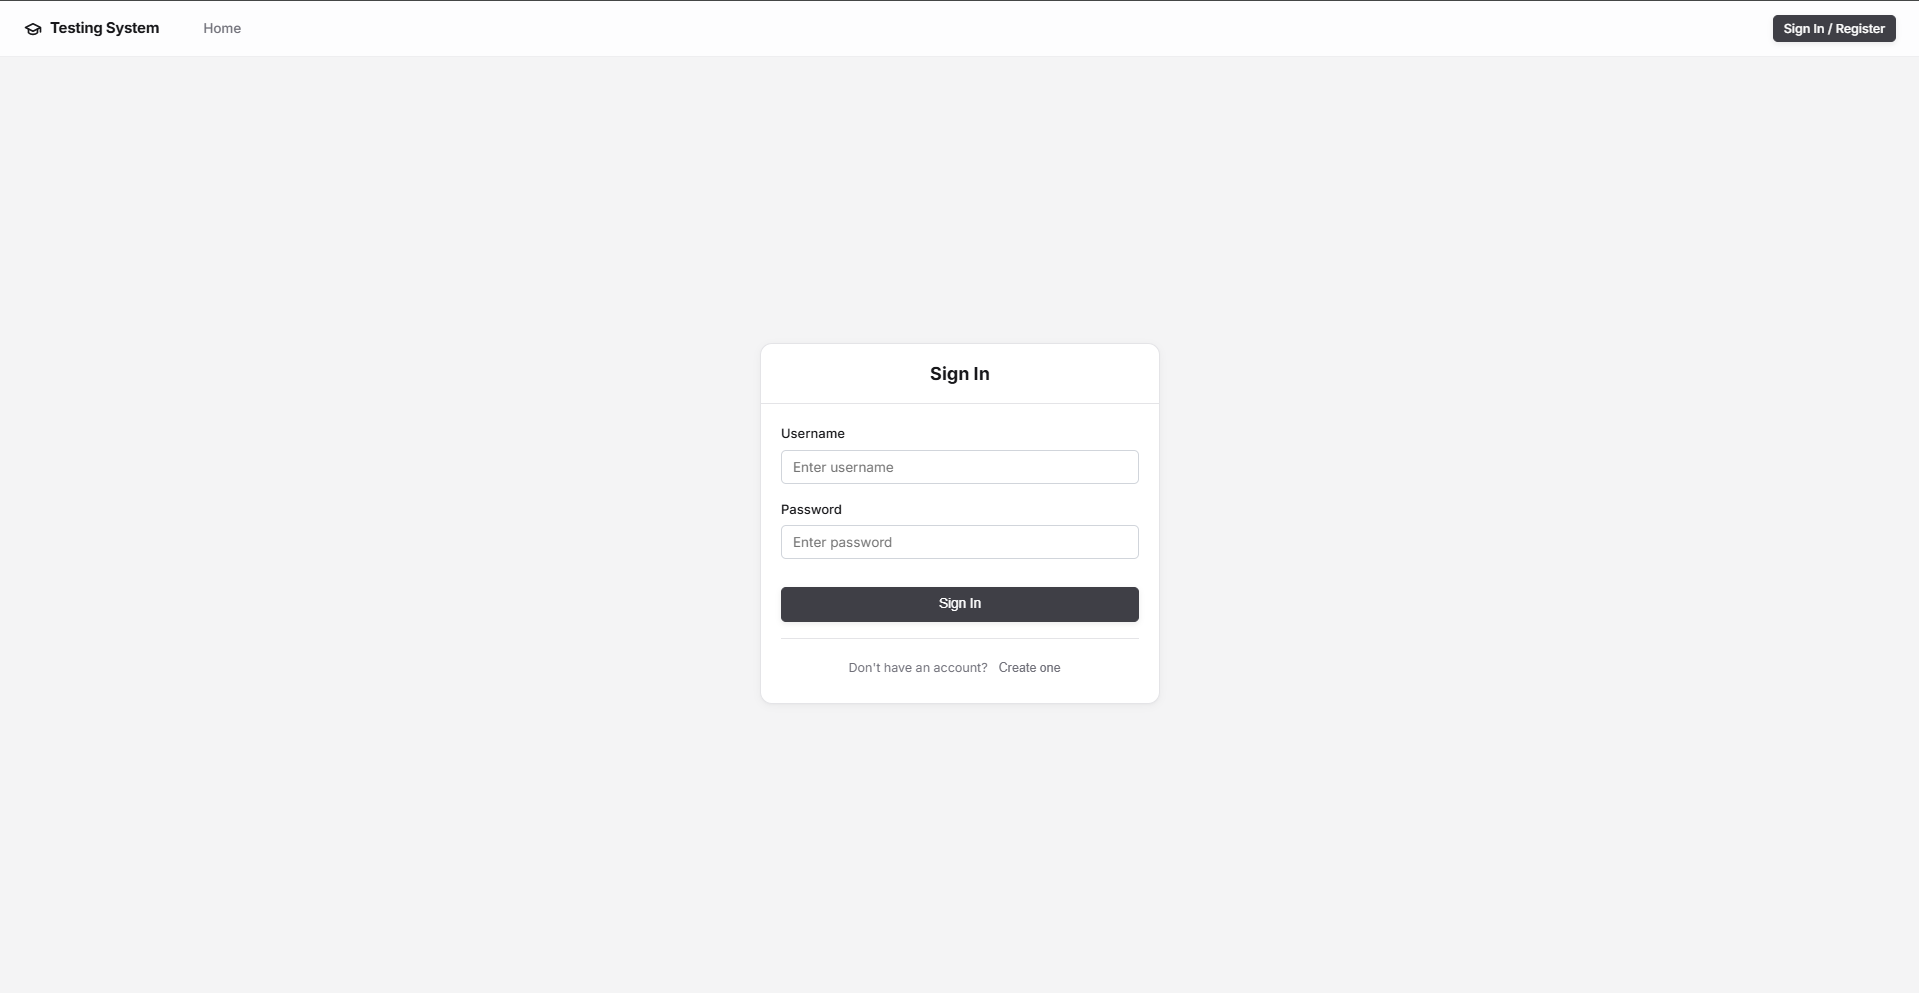 Testing System
Home
Sign In / Register
Sign In
Username
Enter username
Password
Enter password
Sign In
Don't have an account? Create one